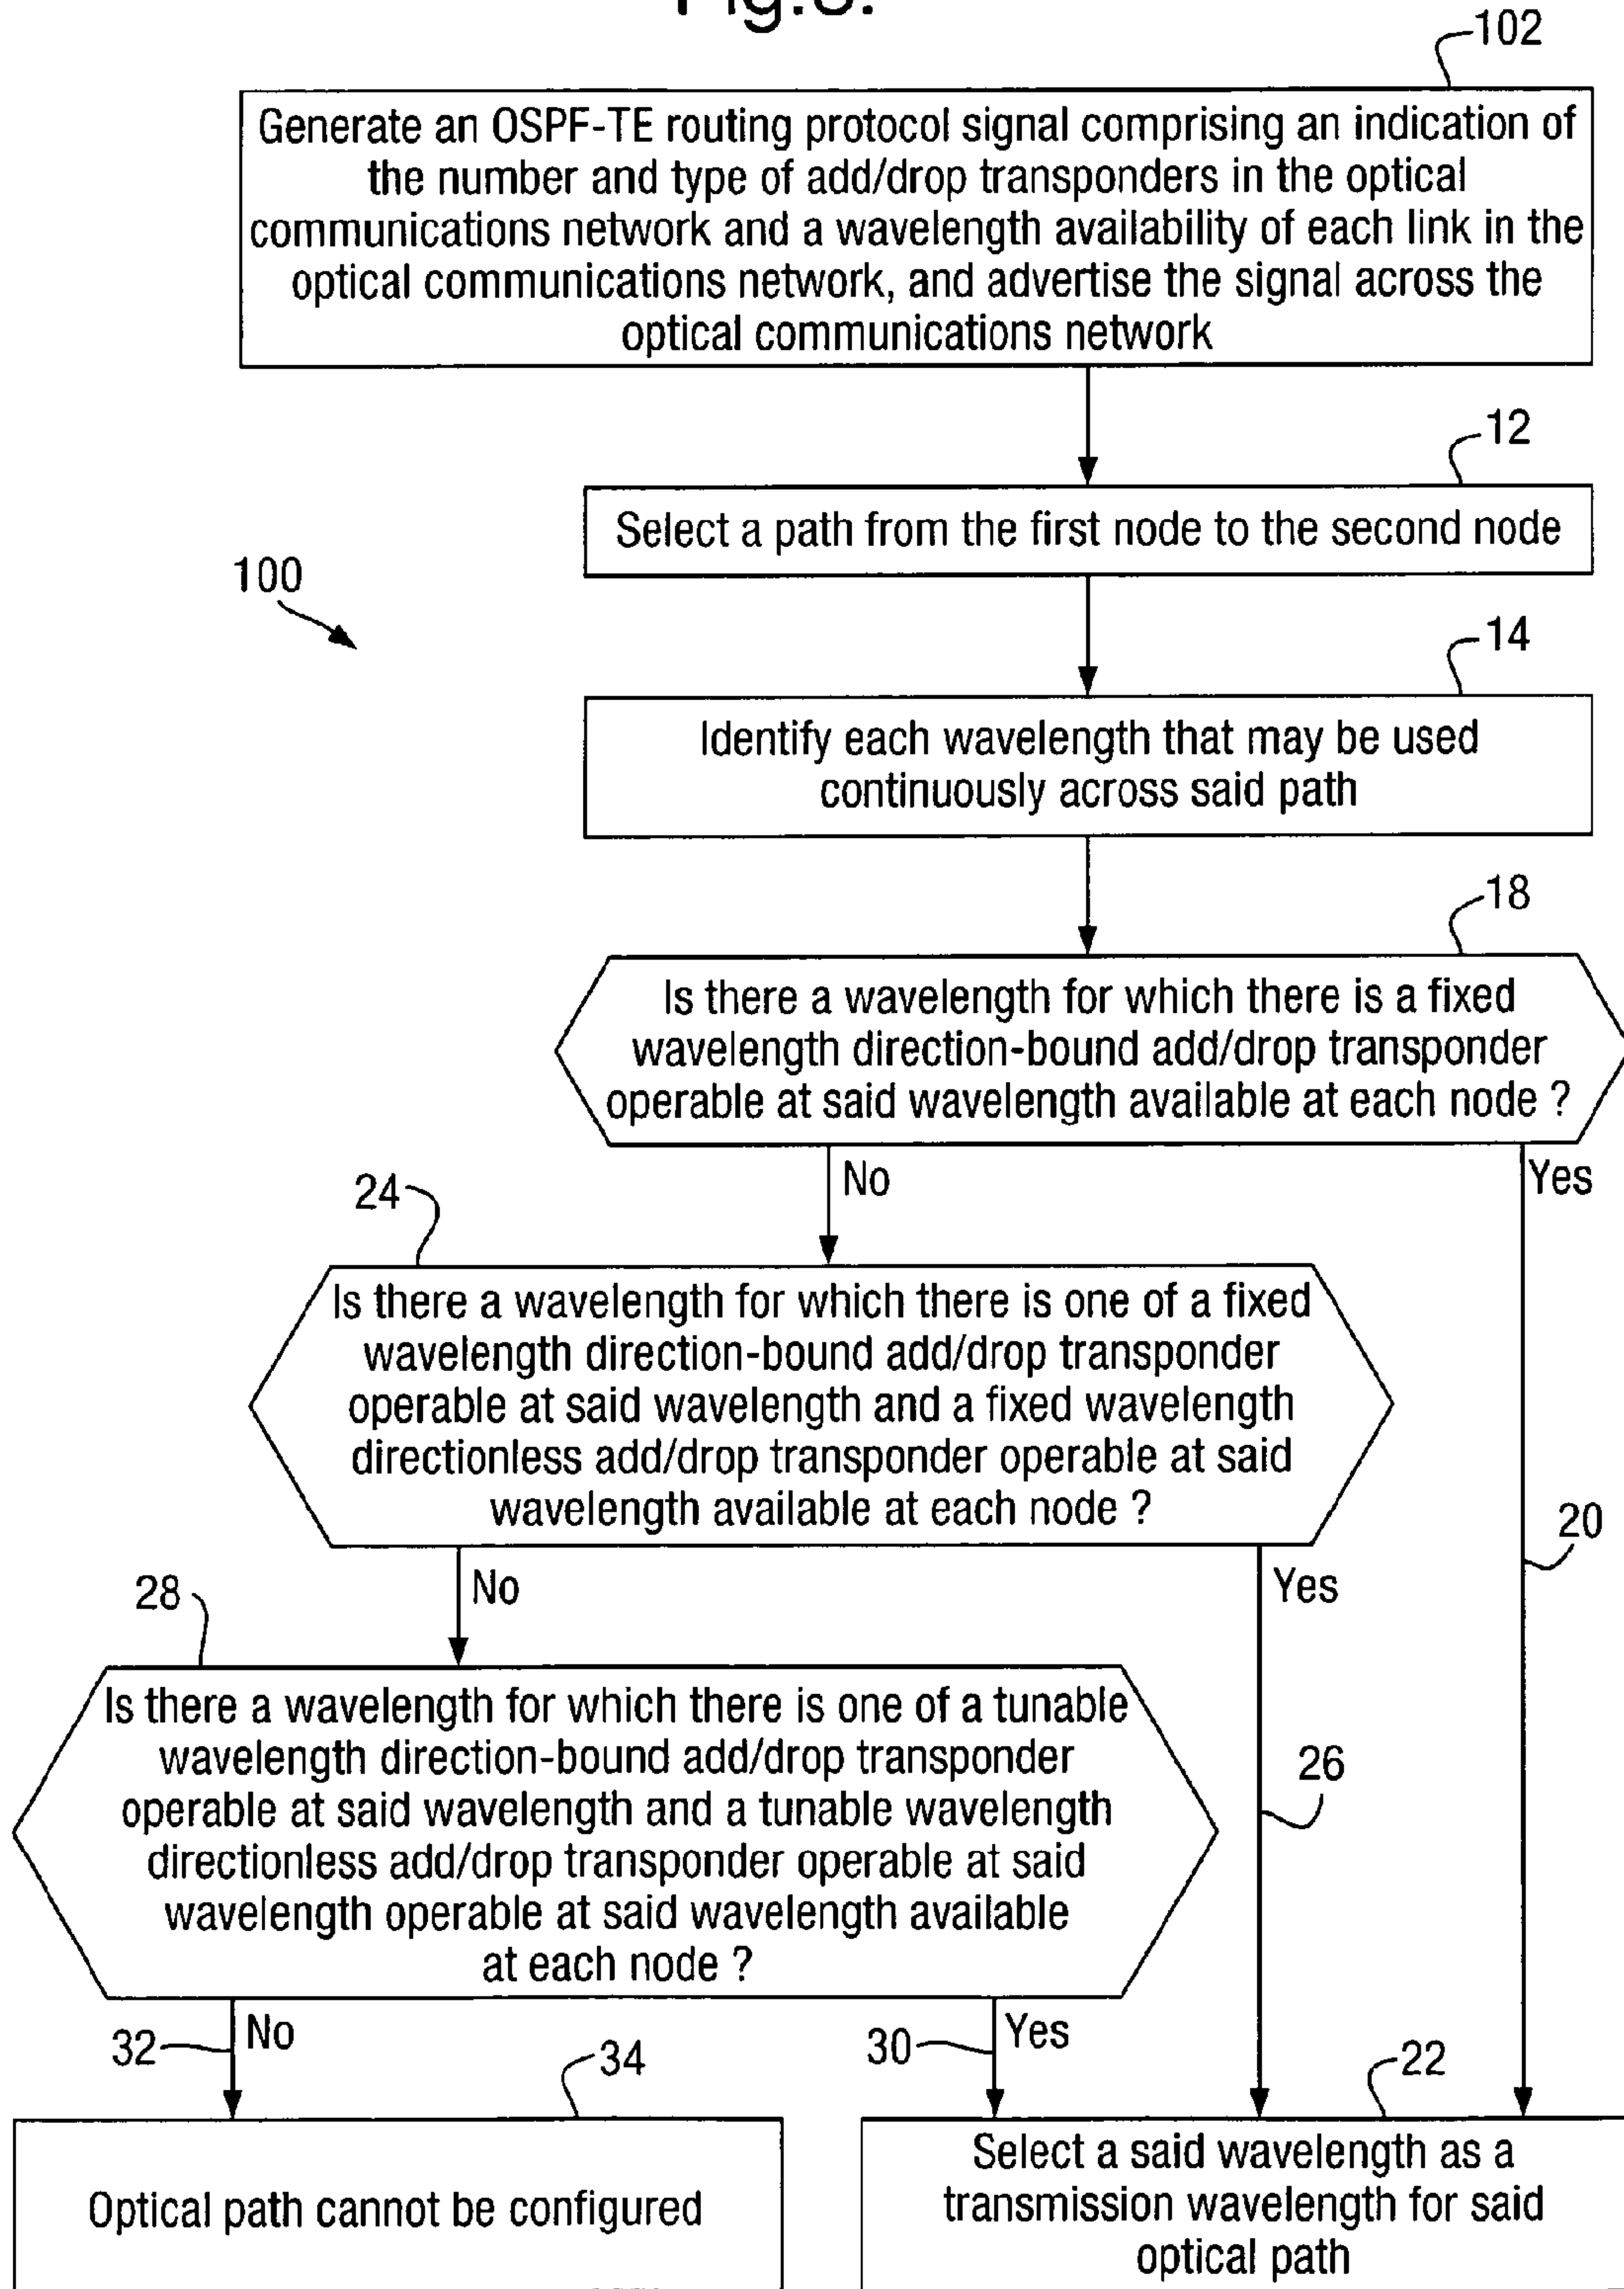 102
Generate an OSPF-TE routing protocol signal comprising an indication of
the number and type of add/drop transponders in the optical
communications network and a wavelength availability of each link in the
optical communications network, and advertise the signal across the
optical communications network
12
Select a path from the first node to the second node
100
14
Identify each wavelength that may be used
continuously across said path
18
Is there a wavelength for which there is a fixed
wavelength direction-bound add/drop transponder
operable at said wavelength available at each node ?
No
Yes
24
Is there a wavelength for which there is one of a fixed
wavelength direction-bound add/drop transponder
operable at said wavelength and a fixed wavelength
directionless add/drop transponder operable at said
wavelength available at each node ?
20
No
Yes
28
Is there a wavelength for which there is one of a tunable
wavelength direction-bound add/drop transponder
operable at said wavelength and a tunable wavelength
directionless add/drop transponder operable at said
wavelength operable at said wavelength available
at each node ?
26
32
No
30
Yes
34
22
Optical path cannot be configured
Select a said wavelength as a
transmission wavelength for said
optical path